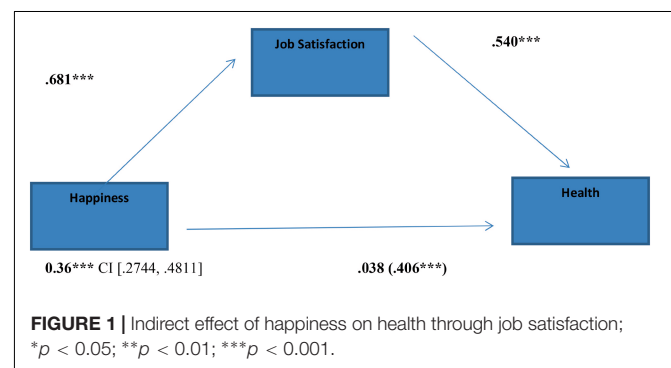 Job Satisfaction
.540***
.681***
Happiness
Health
0.36*** CI [.2744, .4811]
.038 (.406***)
FIGURE 1 | Indirect effect of happiness on health through job satisfaction;
*p < 0.05; **p < 0.01; ***p < 0.001.